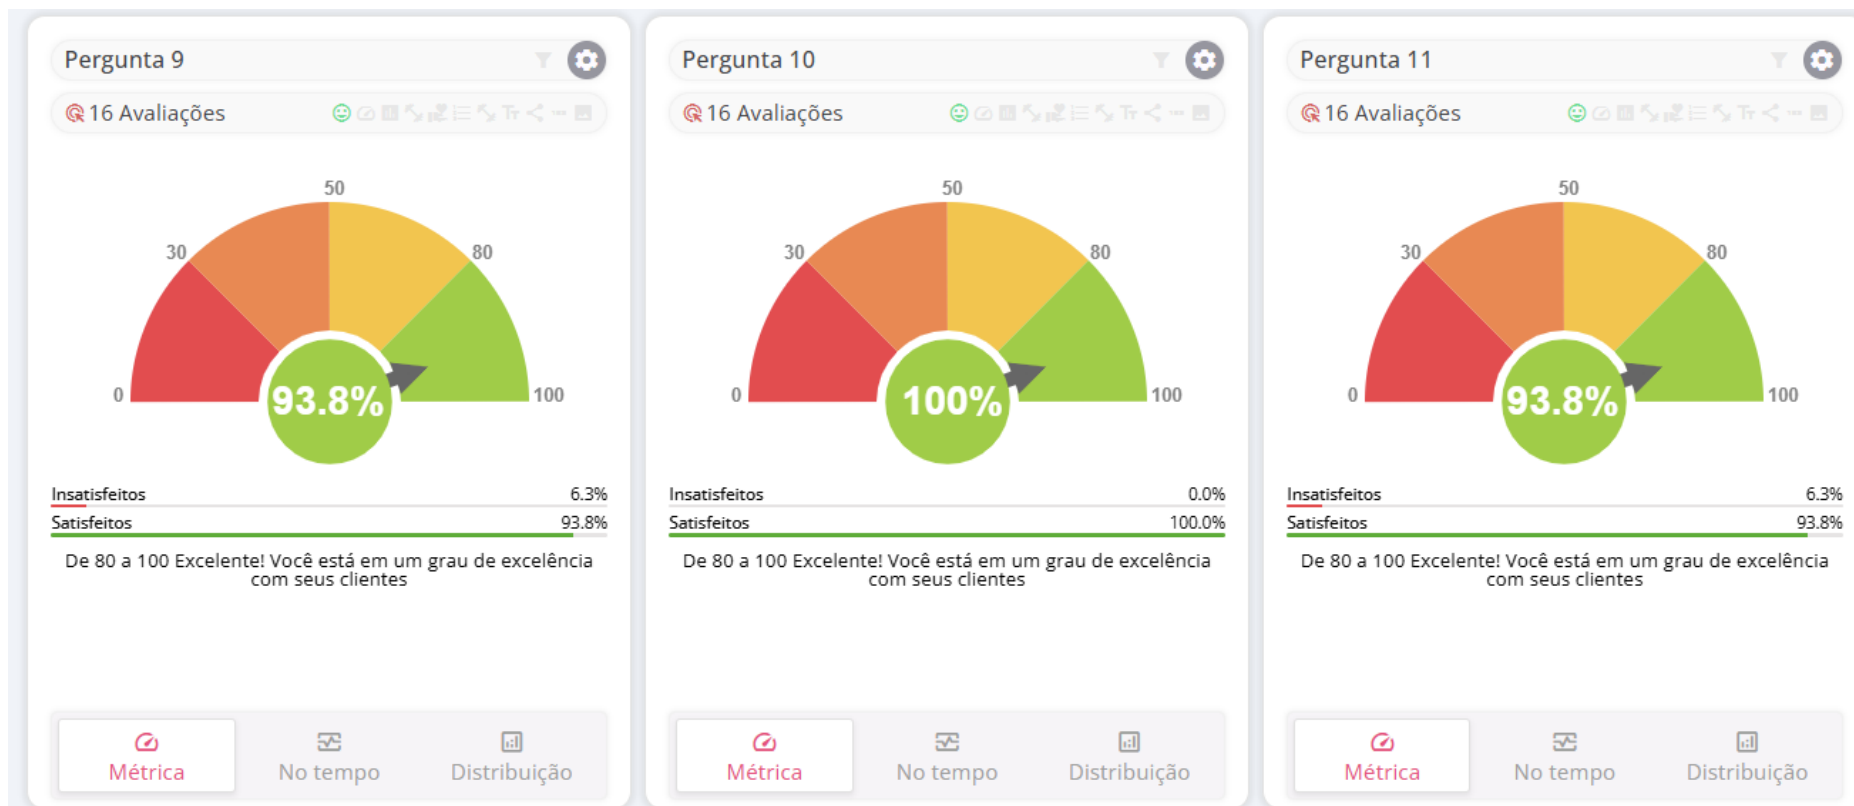 Pergunta 9
16 Avaliações
50
30
80
0
93.8%
100
Insatisfeitos 6.3%
Satisfeitos 93.8%
De 80 a 100 Excelente! Você está em um grau de excelência
com seus clientes
Métrica
No tempo
Distribuição
Pergunta 10
16 Avaliações
50
30
80
0
100%
100
Insatisfeitos 0.0%
Satisfeitos 100.0%
De 80 a 100 Excelente! Você está em um grau de excelência
com seus clientes
Métrica
No tempo
Distribuição
Pergunta 11
16 Avaliações
50
30
80
0
93.8%
100
Insatisfeitos 6.3%
Satisfeitos 93.8%
De 80 a 100 Excelente! Você está em um grau de excelência
com seus clientes
Métrica
No tempo
Distribuição